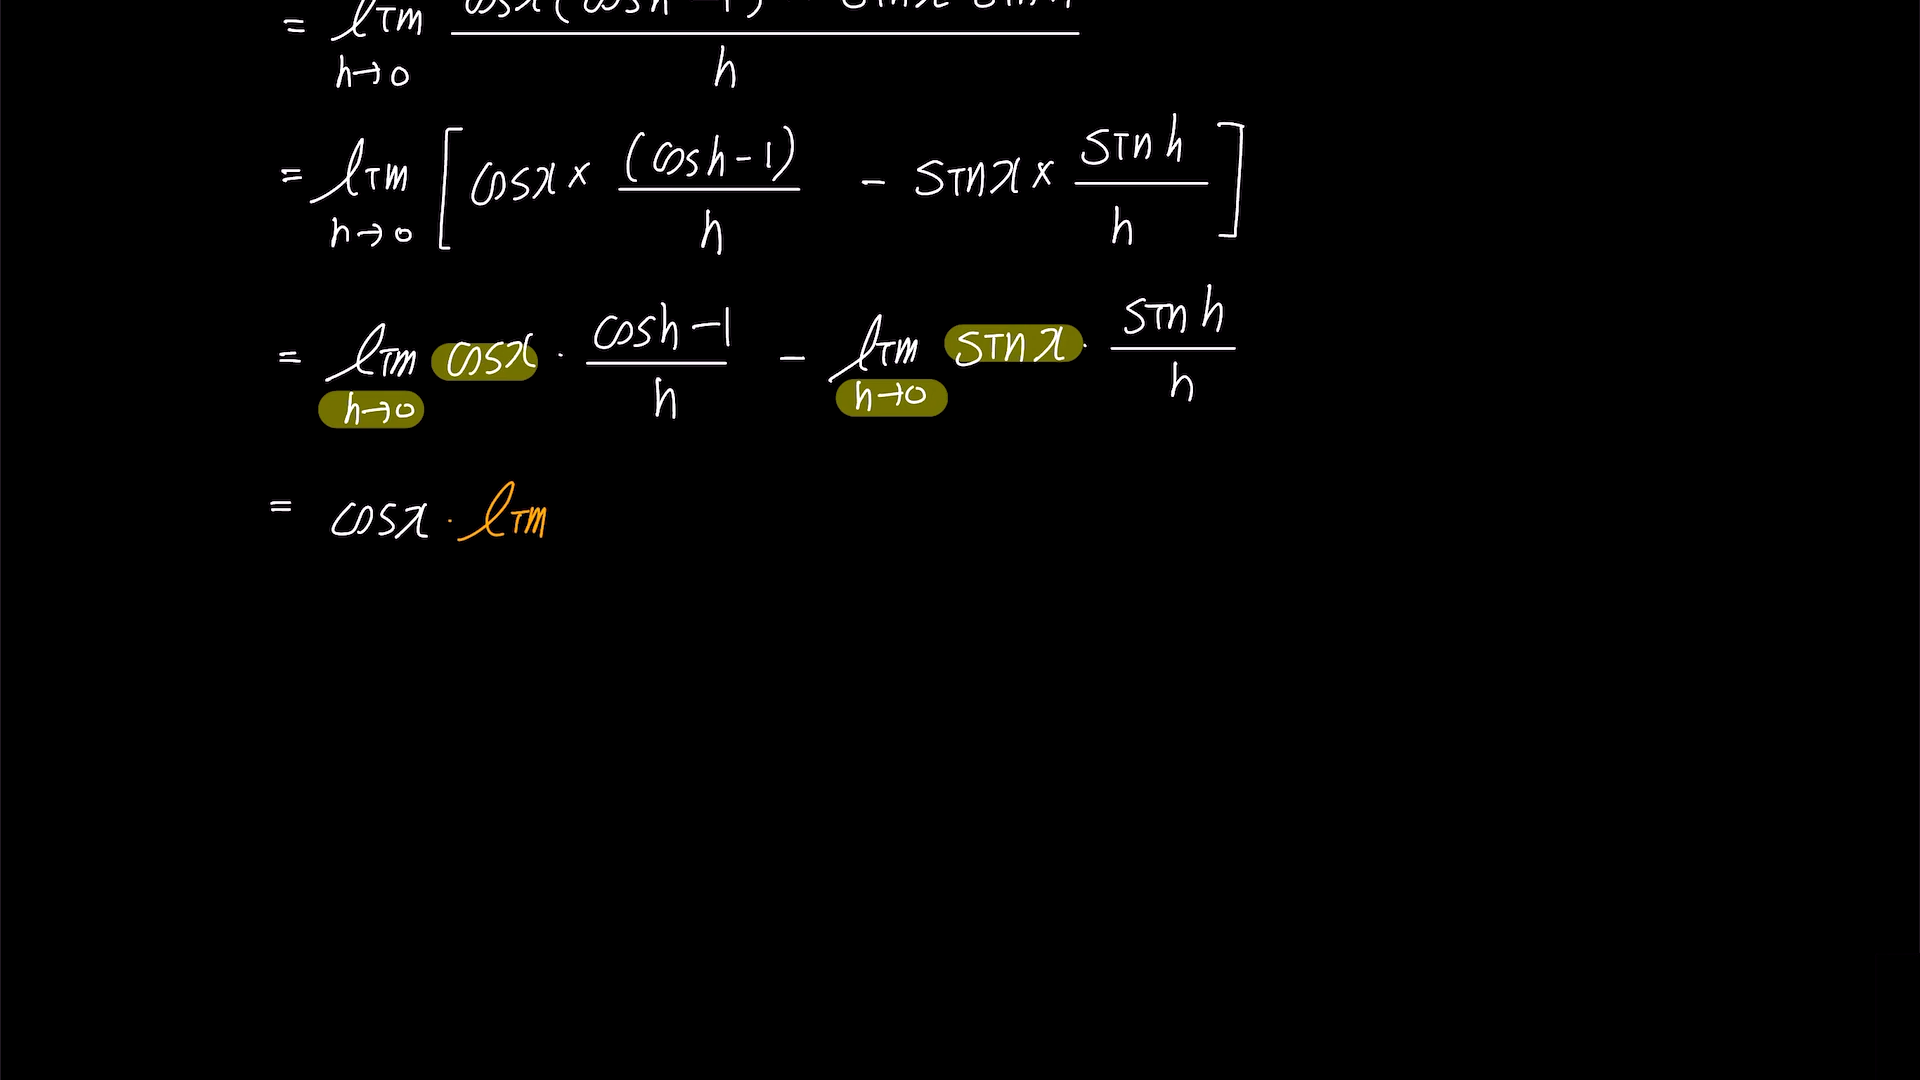 = lim h→0 cosx(cosh-1) - sinx sinh / h
= lim h→0 [ cosx × (cosh-1) / h - sinx × sinh / h ]
= lim h→0 cosx · cosh-1 / h - lim h→0 sinx · sinh / h
= cosx · lim